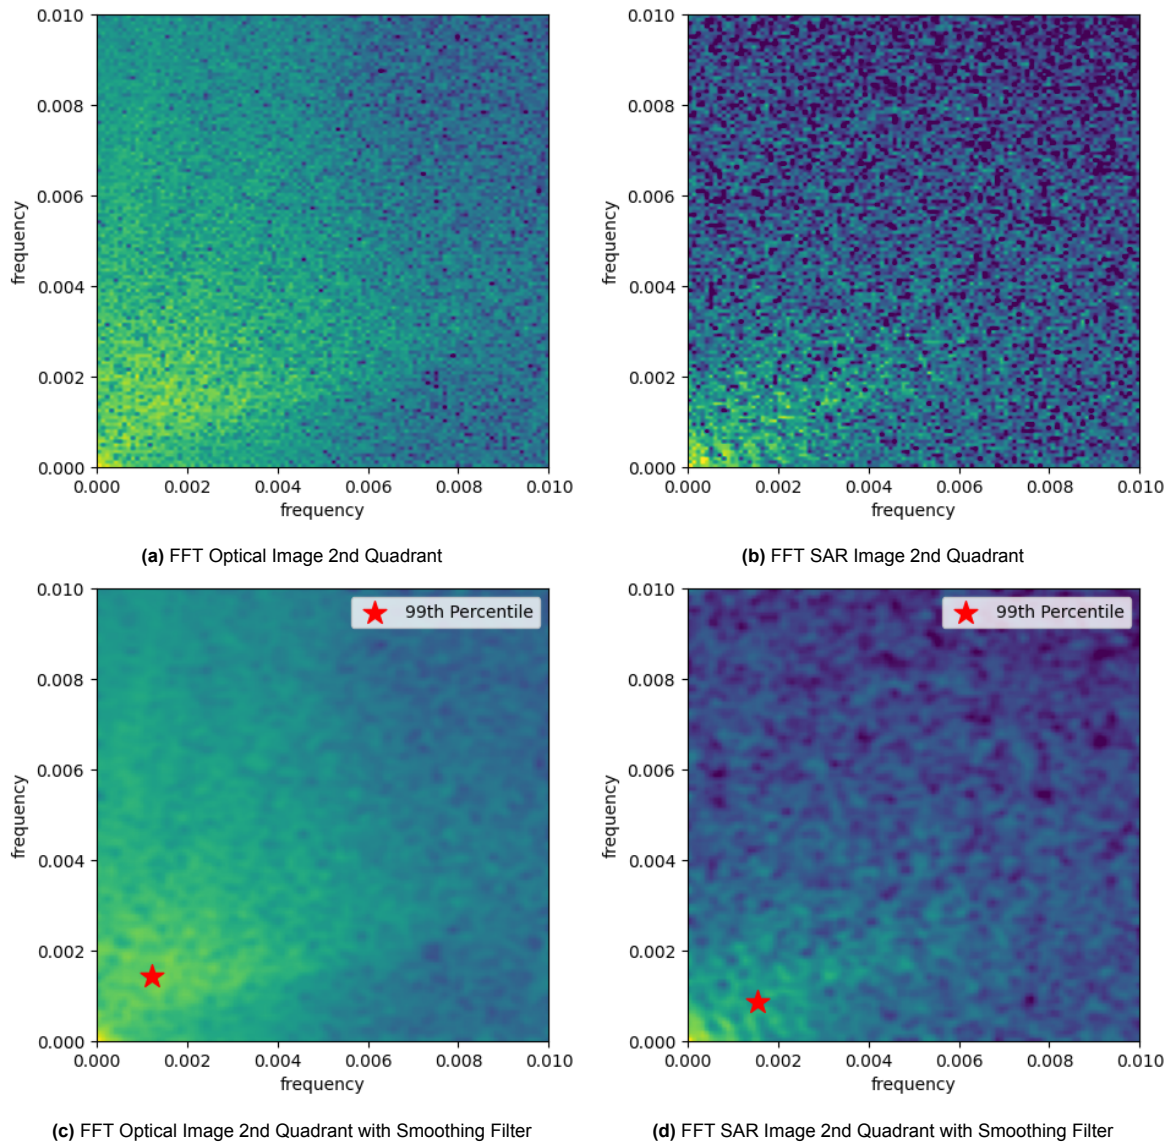 0.010
0.008
0.006
0.004
0.002
0.000
frequency
0.000 0.002 0.004 0.006 0.008 0.010
frequency
(a) FFT Optical Image 2nd Quadrant
0.010
0.008
0.006
0.004
0.002
0.000
frequency
0.000 0.002 0.004 0.006 0.008 0.010
frequency
(b) FFT SAR Image 2nd Quadrant
99th Percentile
0.010
0.008
0.006
0.004
0.002
0.000
frequency
0.000 0.002 0.004 0.006 0.008 0.010
frequency
(c) FFT Optical Image 2nd Quadrant with Smoothing Filter
99th Percentile
0.010
0.008
0.006
0.004
0.002
0.000
frequency
0.000 0.002 0.004 0.006 0.008 0.010
frequency
(d) FFT SAR Image 2nd Quadrant with Smoothing Filter